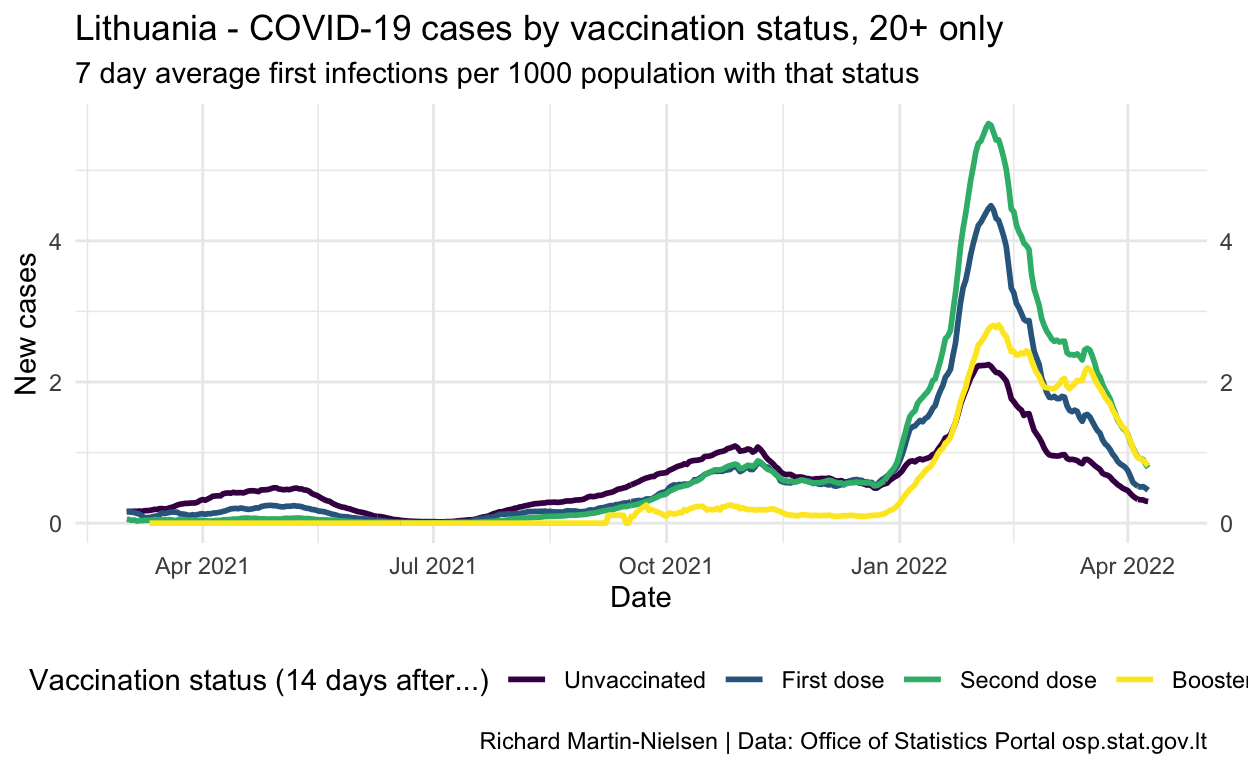 Lithuania - COVID-19 cases by vaccination status, 20+ only
7 day average first infections per 1000 population with that status
New cases
4
2
0
4
2
0
Apr 2021 Jul 2021 Oct 2021 Jan 2022 Apr 2022
Date
Vaccination status (14 days after...) Unvaccinated First dose Second dose Booster
Richard Martin-Nielsen | Data: Office of Statistics Portal osp.stat.gov.lt